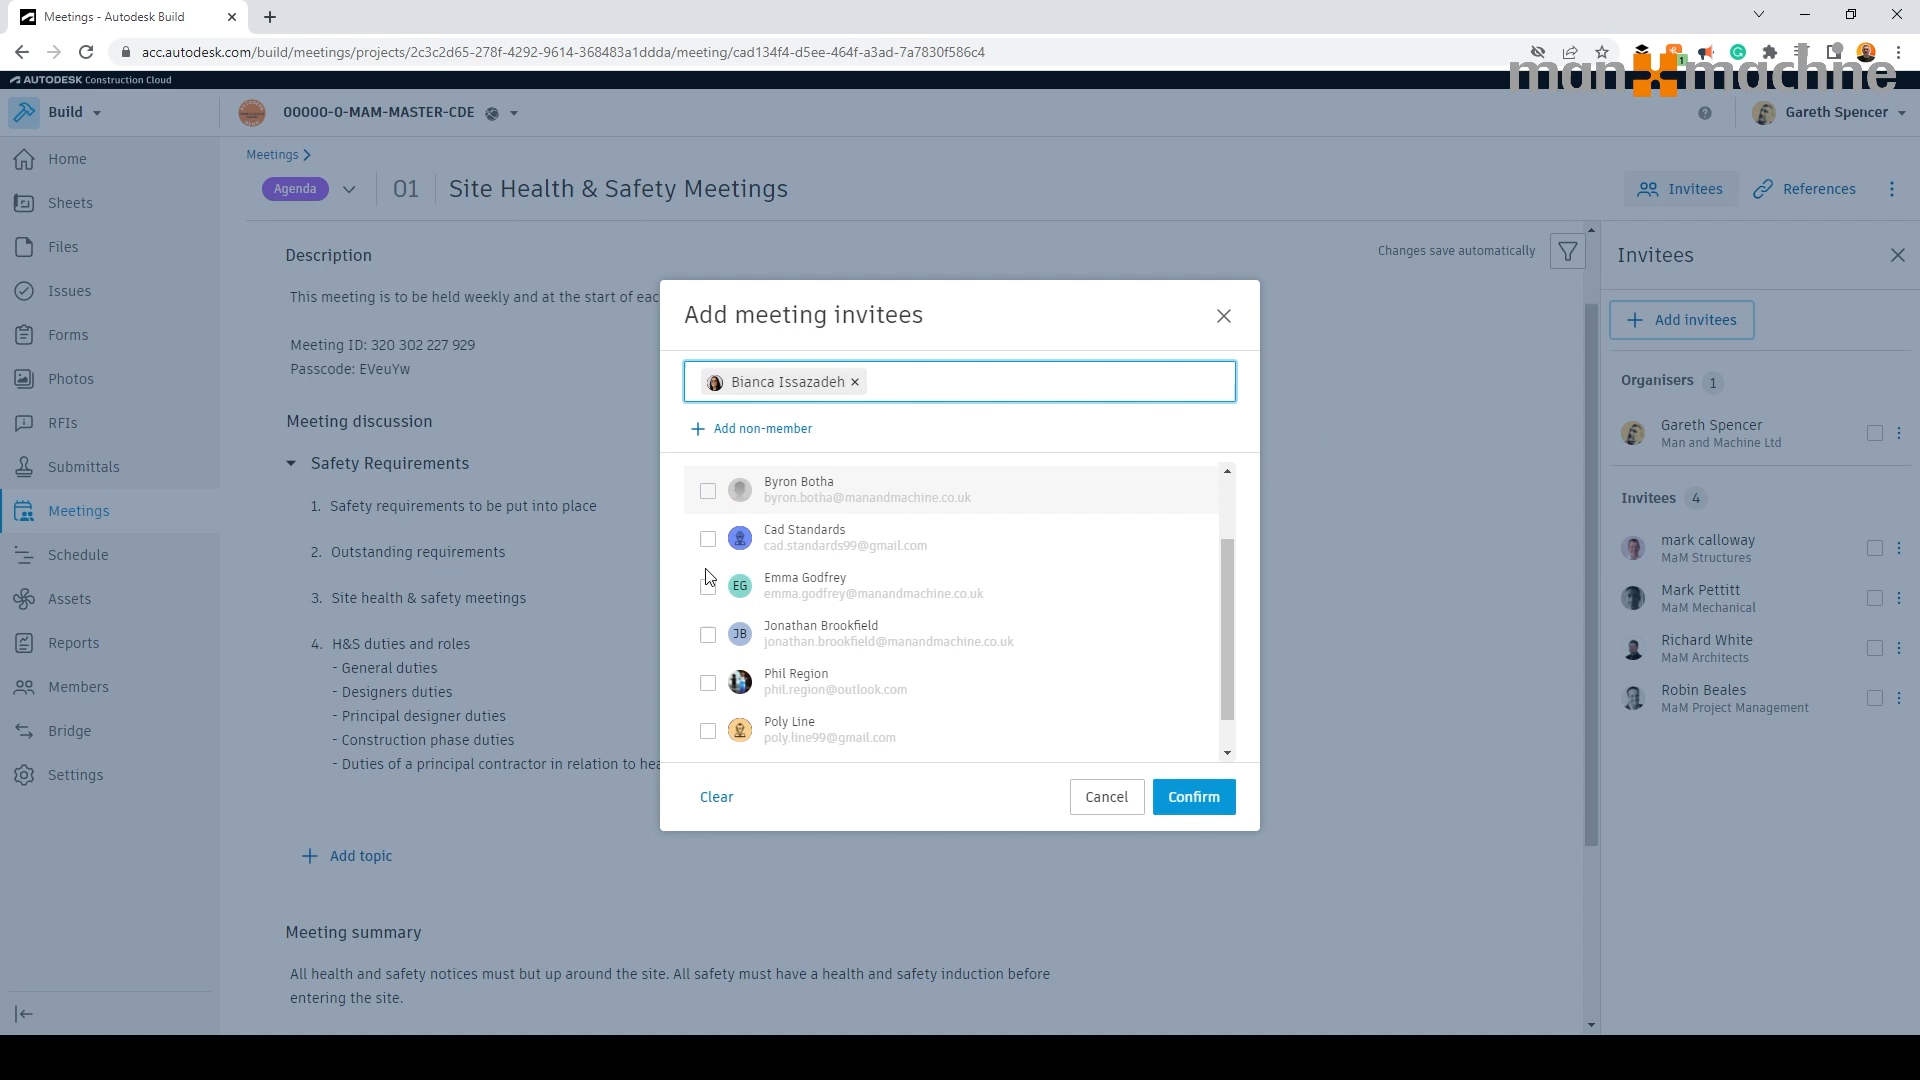 Meetings - Autodesk Build
acc.autodesk.com/build/meetings/projects/2c3c2d65-278f-4292-9614-368483a1ddda/meeting/cad134f4-d5ee-464f-a3ad-7a7830f586c4
AUTODESK Construction Cloud
man machine
Build
00000-0-MAM-MASTER-CDE
Gareth Spencer
Home
Sheets
Files
Issues
Forms
Photos
RFIs
Submittals
Meetings
Schedule
Assets
Reports
Members
Bridge
Settings
Meetings
Agenda
01
Site Health & Safety Meetings
Invitees
References
Description
Changes save automatically
This meeting is to be held weekly and at the start of eac
Meeting ID: 320 302 227 929
Passcode: EVeuYw
Meeting discussion
Safety Requirements
1. Safety requirements to be put into place
2. Outstanding requirements
3. Site health & safety meetings
4. H&S duties and roles
- General duties
- Designers duties
- Principal designer duties
- Construction phase duties
- Duties of a principal contractor in relation to hea
Add topic
Meeting summary
All health and safety notices must but up around the site. All safety must have a health and safety induction before
entering the site.
Add meeting invitees
Bianca Issazadeh
Add non-member
Byron Botha
byron.botha@manandmachine.co.uk
Cad Standards
cad.standards99@gmail.com
EG
Emma Godfrey
emma.godfrey@manandmachine.co.uk
JB
Jonathan Brookfield
jonathan.brookfield@manandmachine.co.uk
Phil Region
phil.region@outlook.com
Poly Line
poly.line99@gmail.com
Clear
Cancel
Confirm
Invitees
Add invitees
Organisers 1
Gareth Spencer
Man and Machine Ltd
Invitees 4
mark calloway
MaM Structures
Mark Pettitt
MaM Mechanical
Richard White
MaM Architects
Robin Beales
MaM Project Management